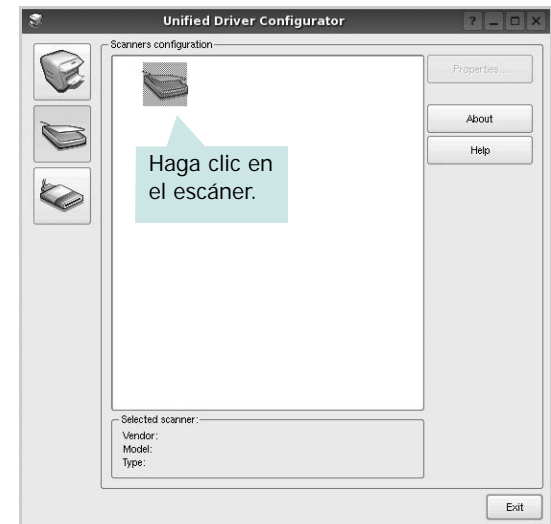 Unified Driver Configurator
Scanners configuration
Properties...
About
Help
Haga clic en
el escáner.
Selected scanner:
Vendor:
Model:
Type:
Exit